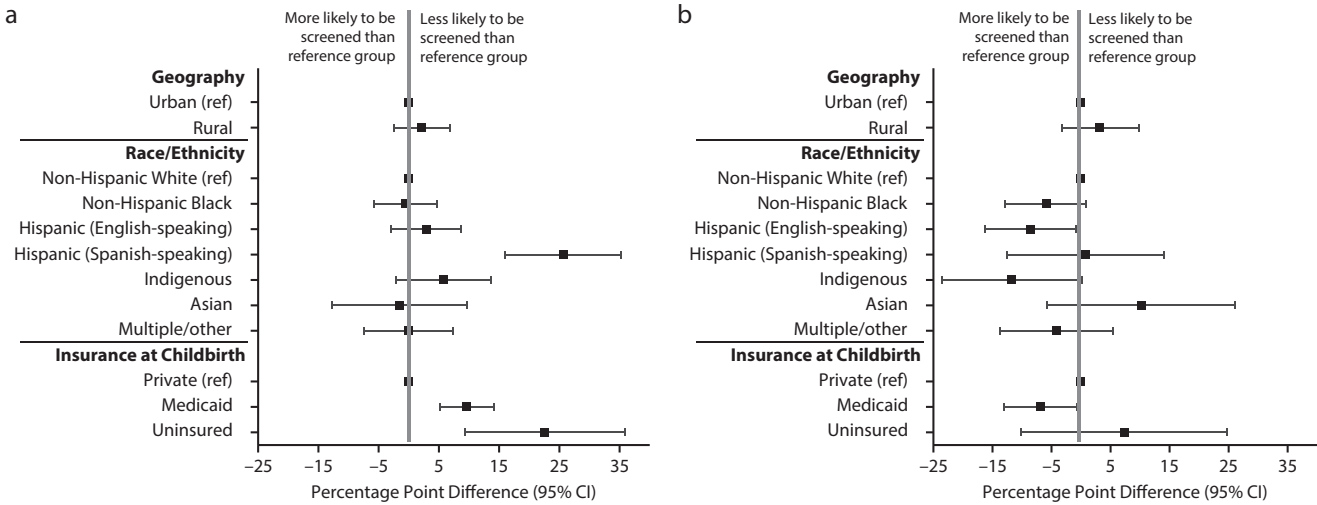 a
More likely to be
screened than
reference group
Less likely to be
screened than
reference group
Geography
Urban (ref)
Rural
Race/Ethnicity
Non-Hispanic White (ref)
Non-Hispanic Black
Hispanic (English-speaking)
Hispanic (Spanish-speaking)
Indigenous
Asian
Multiple/other
Insurance at Childbirth
Private (ref)
Medicaid
Uninsured
–25 –15 –5 5 15 25 35
Percentage Point Difference (95% CI)
b
More likely to be
screened than
reference group
Less likely to be
screened than
reference group
Geography
Urban (ref)
Rural
Race/Ethnicity
Non-Hispanic White (ref)
Non-Hispanic Black
Hispanic (English-speaking)
Hispanic (Spanish-speaking)
Indigenous
Asian
Multiple/other
Insurance at Childbirth
Private (ref)
Medicaid
Uninsured
–25 –15 –5 5 15 25 35
Percentage Point Difference (95% CI)